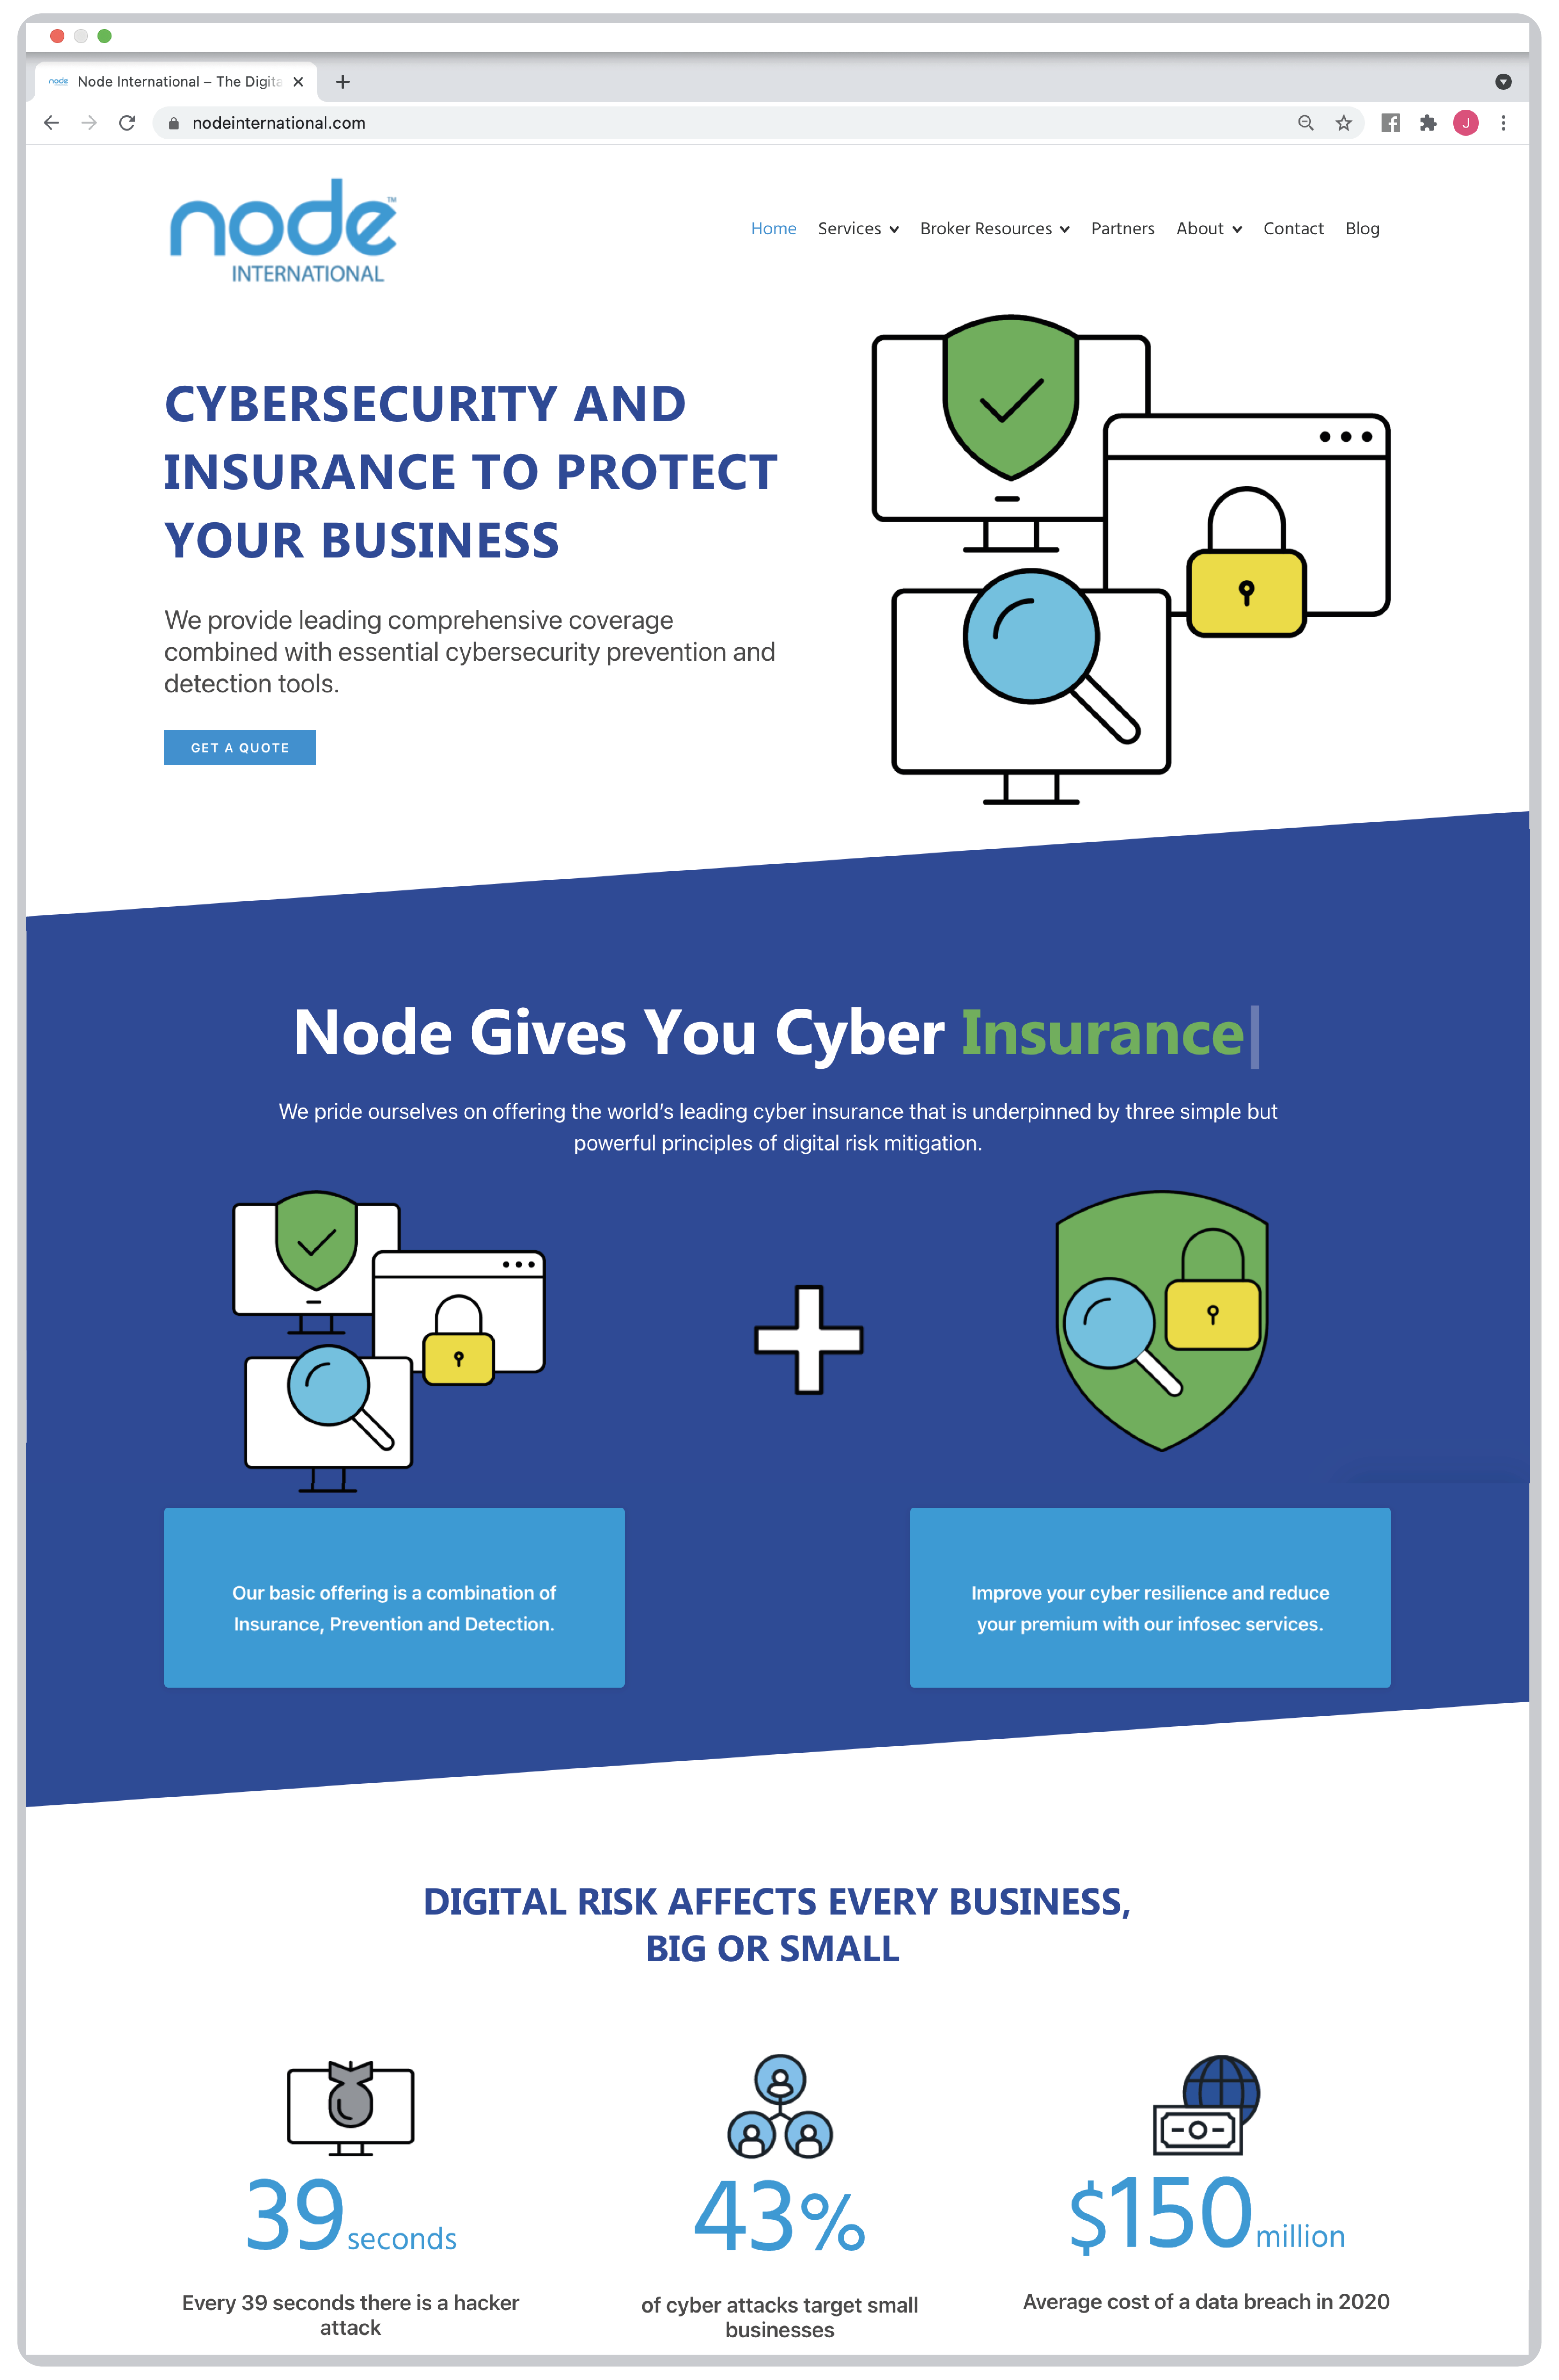 node Node International – The Digita
nodeinternational.com
J
node™
INTERNATIONAL
Home Services Broker Resources Partners About Contact Blog
CYBERSECURITY AND
INSURANCE TO PROTECT
YOUR BUSINESS
We provide leading comprehensive coverage
combined with essential cybersecurity prevention and
detection tools.
GET A QUOTE
Node Gives You Cyber Insurance
We pride ourselves on offering the world’s leading cyber insurance that is underpinned by three simple but
powerful principles of digital risk mitigation.
Our basic offering is a combination of
Insurance, Prevention and Detection.
Improve your cyber resilience and reduce
your premium with our infosec services.
DIGITAL RISK AFFECTS EVERY BUSINESS,
BIG OR SMALL
39 seconds
Every 39 seconds there is a hacker
attack
43%
of cyber attacks target small
businesses
$150 million
Average cost of a data breach in 2020